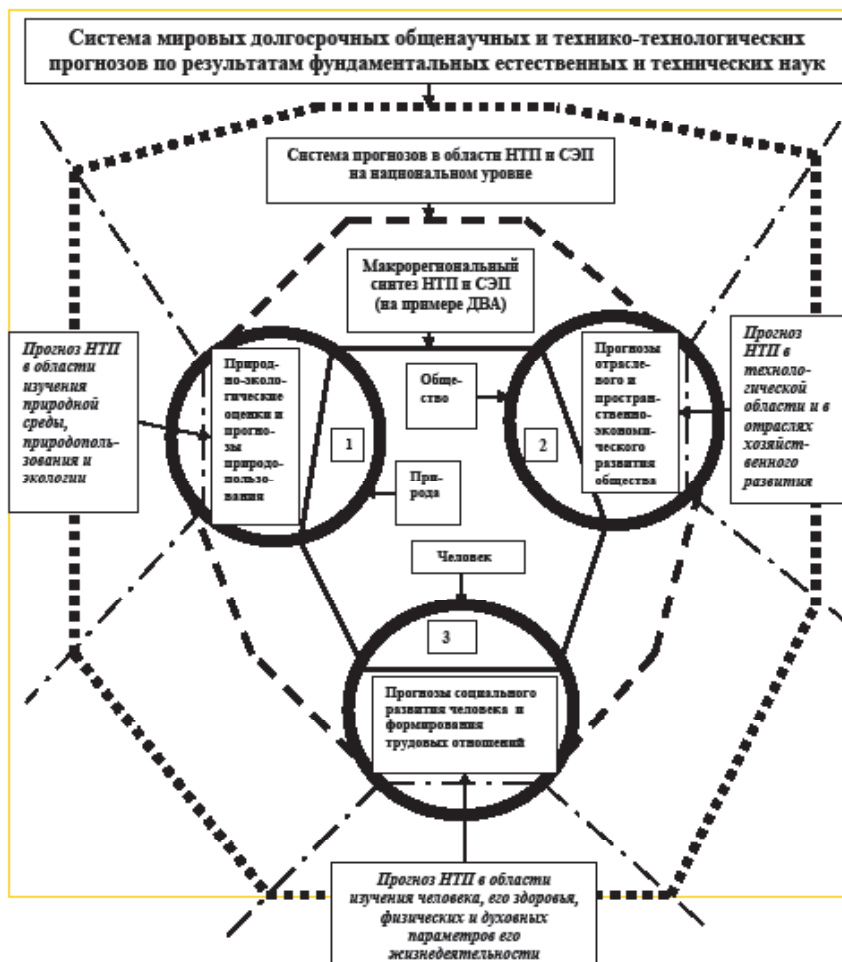 Система мировых долгосрочных общенаучных и технико-технологических
прогнозов по результатам фундаментальных естественных и технических наук
Система прогнозов в области НТП и СЭП
на национальном уровне
Макрорегиональный
синтез НТП и СЭП
(на примере ДВА)
Прогноз НТП
в области
изучения
природной
среды,
природополь-
зования и
экологии
Природ-
но-эколо-
гические
оценки и
прогно-
зы
природо-
пользо-
вания
1
Обще-
ство
При-
рода
2
Прогнозы
отрасле-
вого и
простран-
ственно-
экономи-
ческого
развития
общества
Прогноз
НТП в
техноло-
гической
области и в
отраслях
хозяйст-
венного
развития
Человек
3
Прогнозы социального
развития человека и
формирования
трудовых отношений
Прогноз НТП в области
изучения человека, его здоровья,
физических и духовных
параметров его
жизнедеятельности